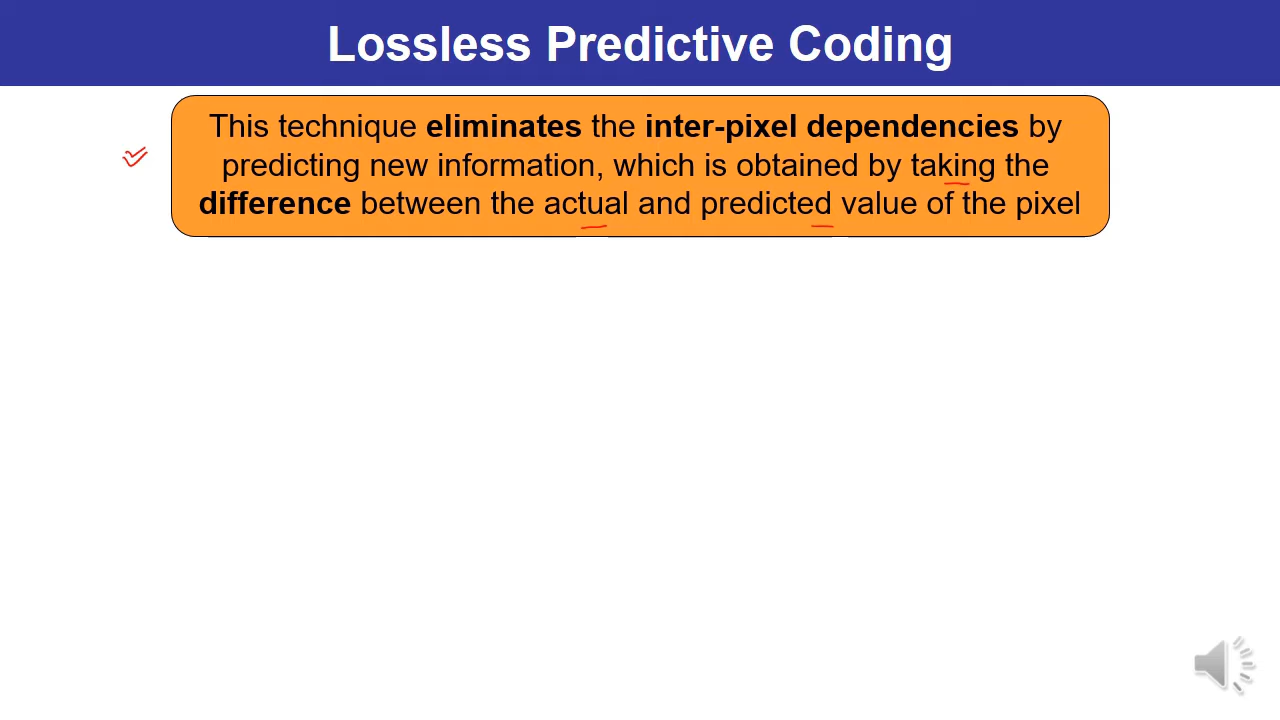 Lossless Predictive Coding
This technique eliminates the inter-pixel dependencies by
predicting new information, which is obtained by taking the
difference between the actual and predicted value of the pixel